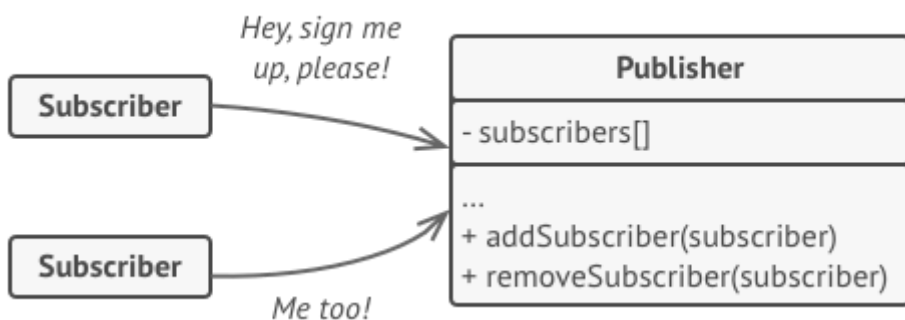 Hey, sign me
up, please!
Subscriber
Publisher
- subscribers[]
...
+ addSubscriber(subscriber)
+ removeSubscriber(subscriber)
Subscriber
Me too!